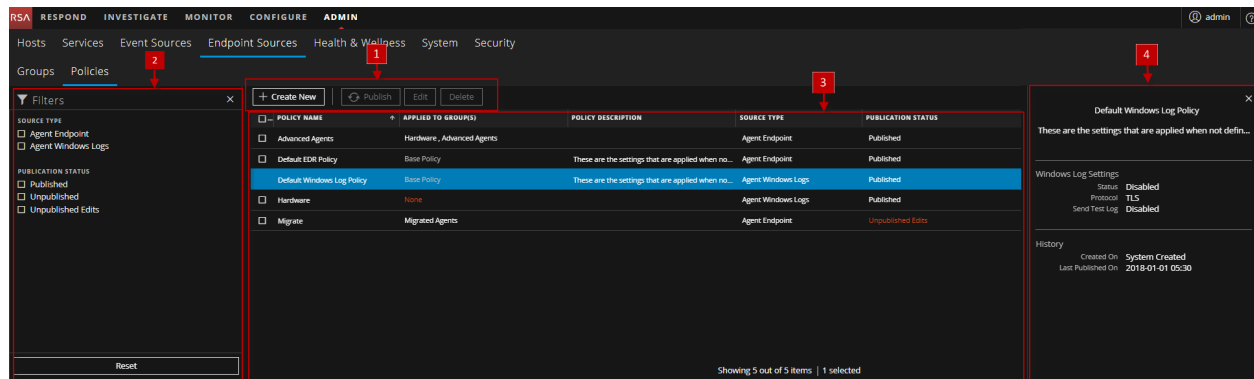 RSA RESPOND INVESTIGATE MONITOR CONFIGURE ADMIN admin
Hosts Services Event Sources Endpoint Sources Health & Wellness System Security
1
2
3
4
Groups Policies
Filters
SOURCE TYPE
Agent Endpoint
Agent Windows Logs
PUBLICATION STATUS
Published
Unpublished
Unpublished Edits
Reset
+ Create New Publish Edit Delete
POLICY NAME APPLIED TO GROUP(S) POLICY DESCRIPTION SOURCE TYPE PUBLICATION STATUS
Advanced Agents Hardware , Advanced Agents Agent Endpoint Published
Default EDR Policy Base Policy These are the settings that are applied when no... Agent Endpoint Published
Default Windows Log Policy Base Policy These are the settings that are applied when no... Agent Windows Logs Published
Hardware None Agent Windows Logs Published
Migrate Migrated Agents Agent Endpoint Unpublished Edits
Showing 5 out of 5 items | 1 selected
Default Windows Log Policy
These are the settings that are applied when not defin...
Windows Log Settings
Status Disabled
Protocol TLS
Send Test Log Disabled
History
Created On System Created
Last Published On 2018-01-01 05:30